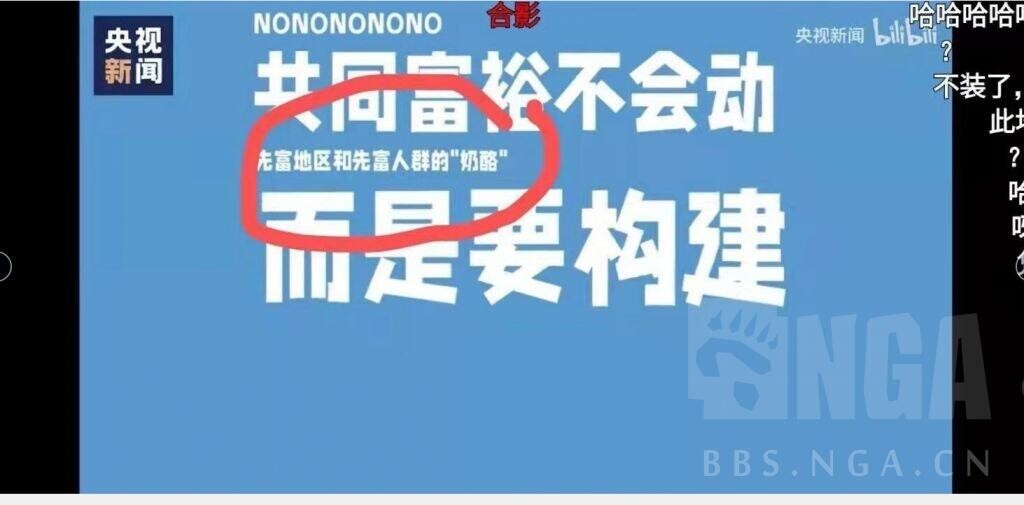 合影
哈哈哈哈
NONONONONO
央视新闻 bilibili
央视
新闻
？
共同富裕不会动
不装了，
此
？
先富地区和先富人群的"奶酪"
哈
而是要构建
NGA
BBS.NGA.CN